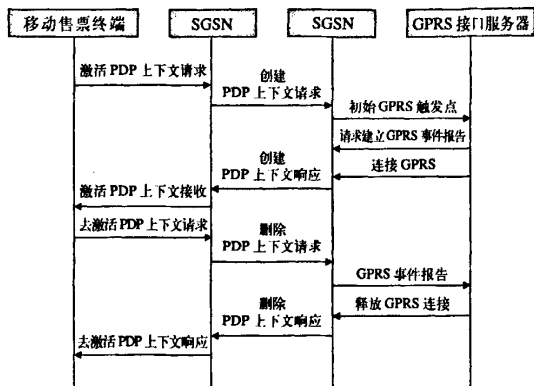 移动售票终端
SGSN
SGSN
GPRS 接口服务器
激活 PDP 上下文请求
创建
PDP 上下文请求
初始 GPRS 触发点
请求建立 GPRS 事件报告
连接 GPRS
创建
PDP 上下文响应
激活 PDP 上下文接收
去激活 PDP 上下文请求
删除
PDP 上下文请求
GPRS 事件报告
释放 GPRS 连接
删除
PDP 上下文响应
去激活 PDP 上下文响应